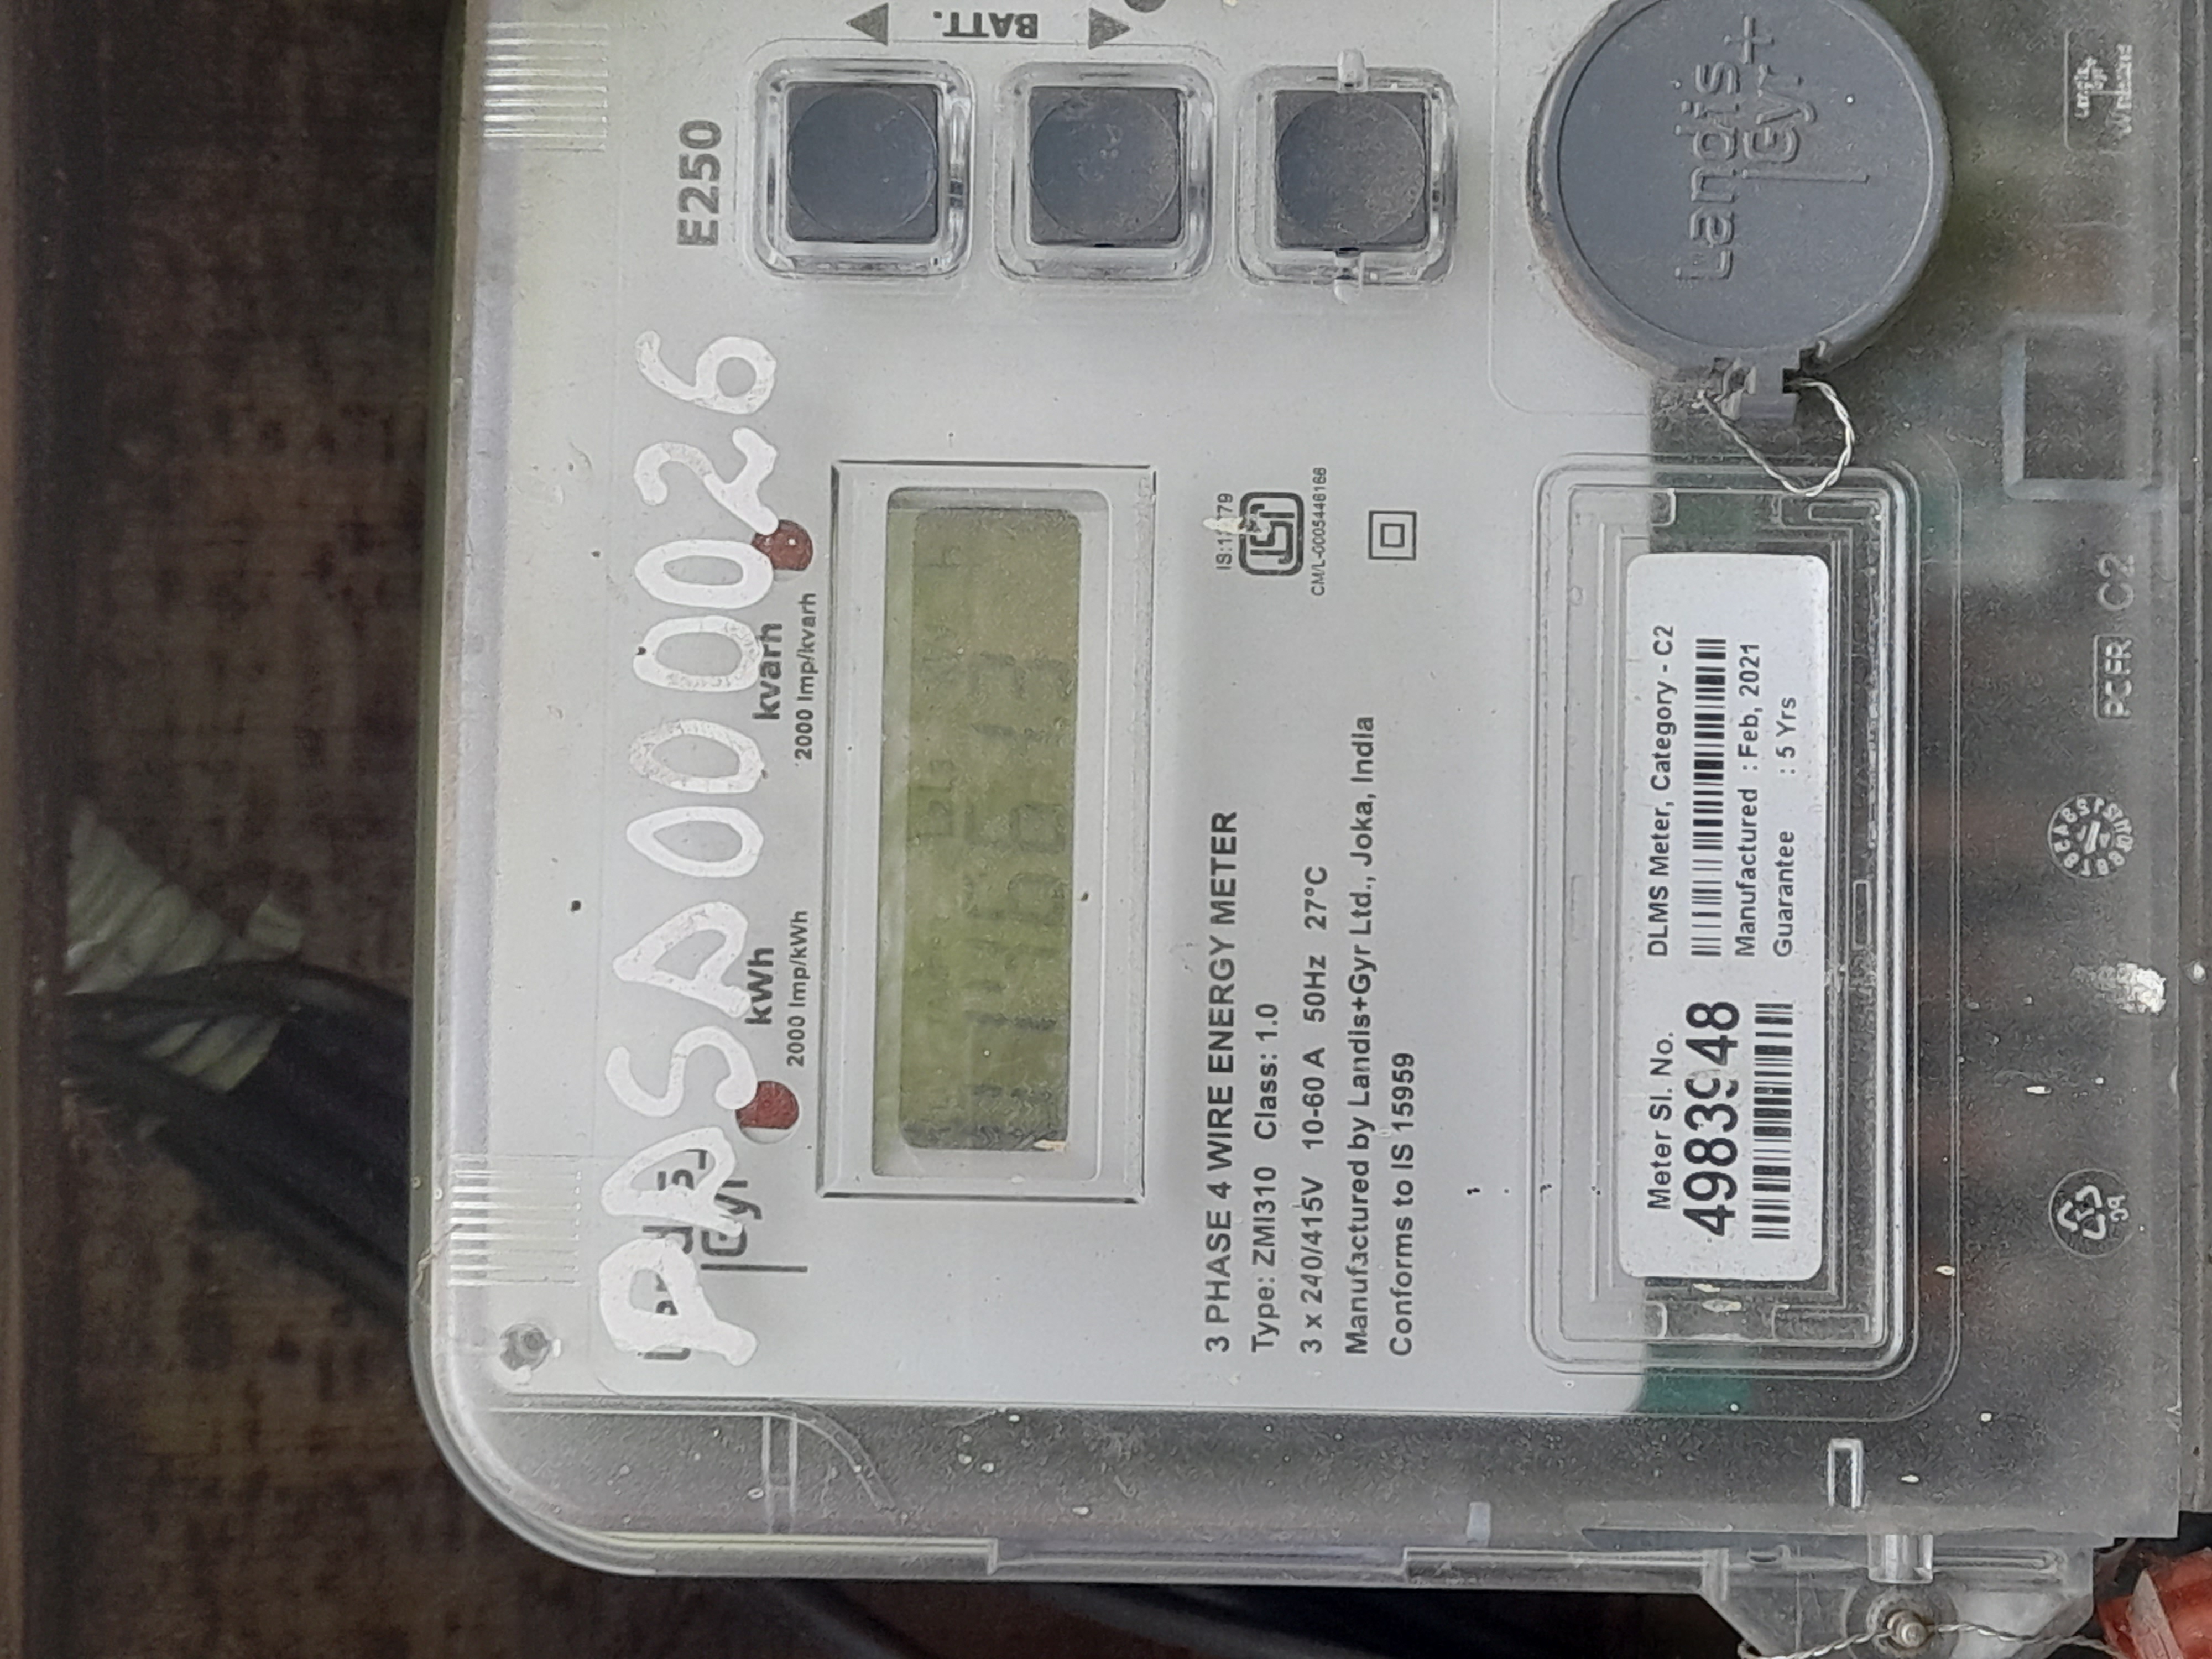 PASA000026
E250
BATT.
kWh
2000 Imp/kWh
kvarh
2000 Imp/kvarh
3 PHASE 4 WIRE ENERGY METER
Type: ZMI310 Class: 1.0
3 x 240/415V 10-60 A 50Hz 27°C
Manufactured by Landis+Gyr Ltd., Joka, India
Conforms to IS 15959
CM/L-0005446166
Landis
Gyr+
Meter Sl. No.
49839948
DLMS Meter, Category - C2
Manufactured : Feb, 2021
Guarantee : 5 Yrs
C2
PC